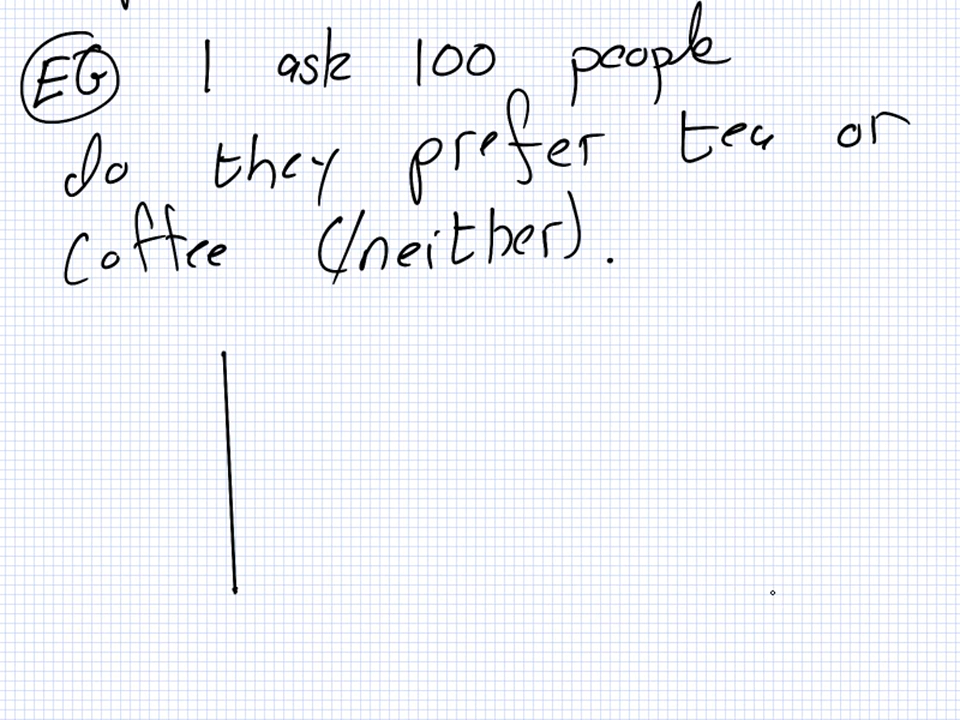 EG I ask 100 people
do they prefer tea or
coffee (/neither).